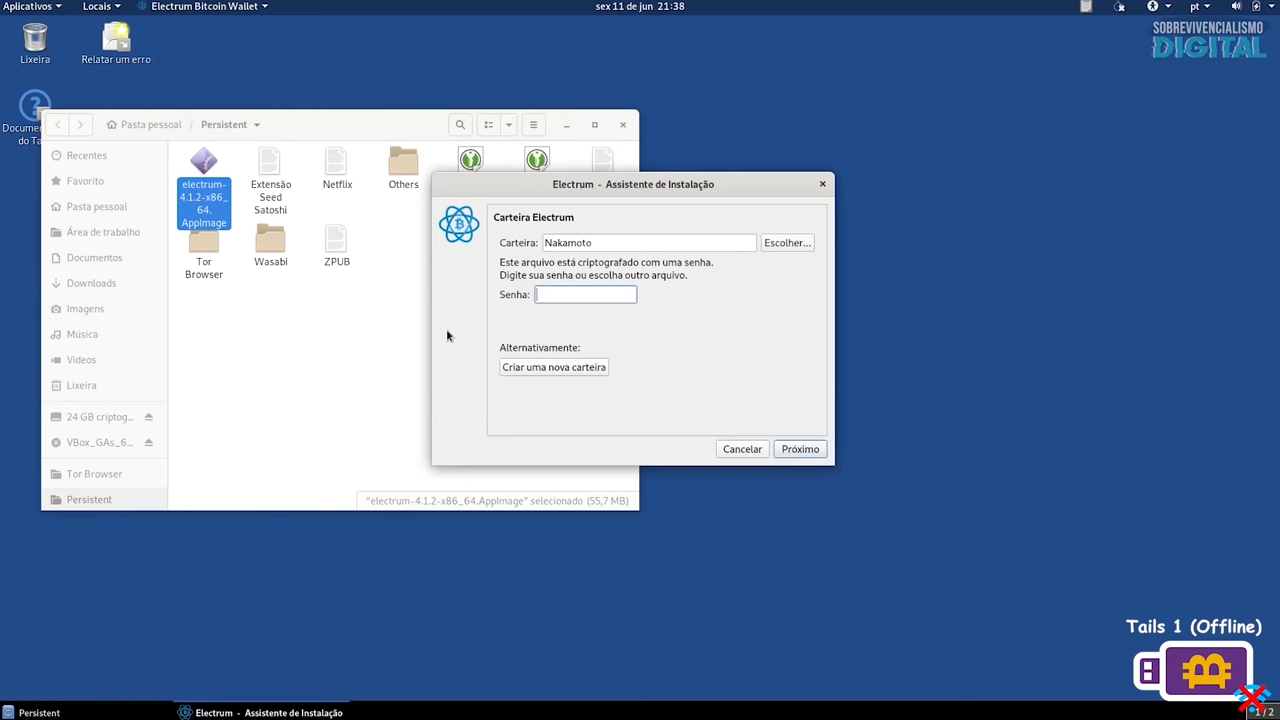 Aplicativos
Locais
Electrum Bitcoin Wallet
sex 11 de jun 21:38
pt
SOBREVIVENCIALISMO
DIGITAL
Lixeira
Relatar um erro
Pasta pessoal
Persistent
Recentes
Favorito
Pasta pessoal
Área de trabalho
Documentos
Downloads
Imagens
Música
Vídeos
Lixeira
24 GB criptog...
VBox_GAs_6...
Tor Browser
Persistent
electrum-
4.1.2-x86_
64.
AppImage
Extensão
Seed
Satoshi
Netflix
Others
Tor
Browser
Wasabi
ZPUB
"electrum-4.1.2-x86_64.AppImage" selecionado (55,7 MB)
Electrum - Assistente de Instalação
Carteira Electrum
Carteira: Nakamoto
Escolher...
Este arquivo está criptografado com uma senha.
Digite sua senha ou escolha outro arquivo.
Senha:
Alternativamente:
Criar uma nova carteira
Cancelar
Próximo
Tails 1 (Offline)
Persistent
Electrum - Assistente de Instalação
1 / 2